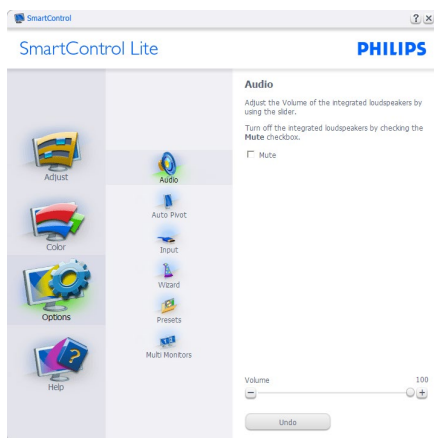 SmartControl
SmartControl Lite
PHILIPS
Adjust
Color
Options
Help
Audio
Auto Pivot
Input
Wizard
Presets
Multi Monitors
Audio
Adjust the Volume of the integrated loudspeakers by
using the slider.
Turn off the integrated loudspeakers by checking the
Mute checkbox.
Mute
Volume 100
Undo